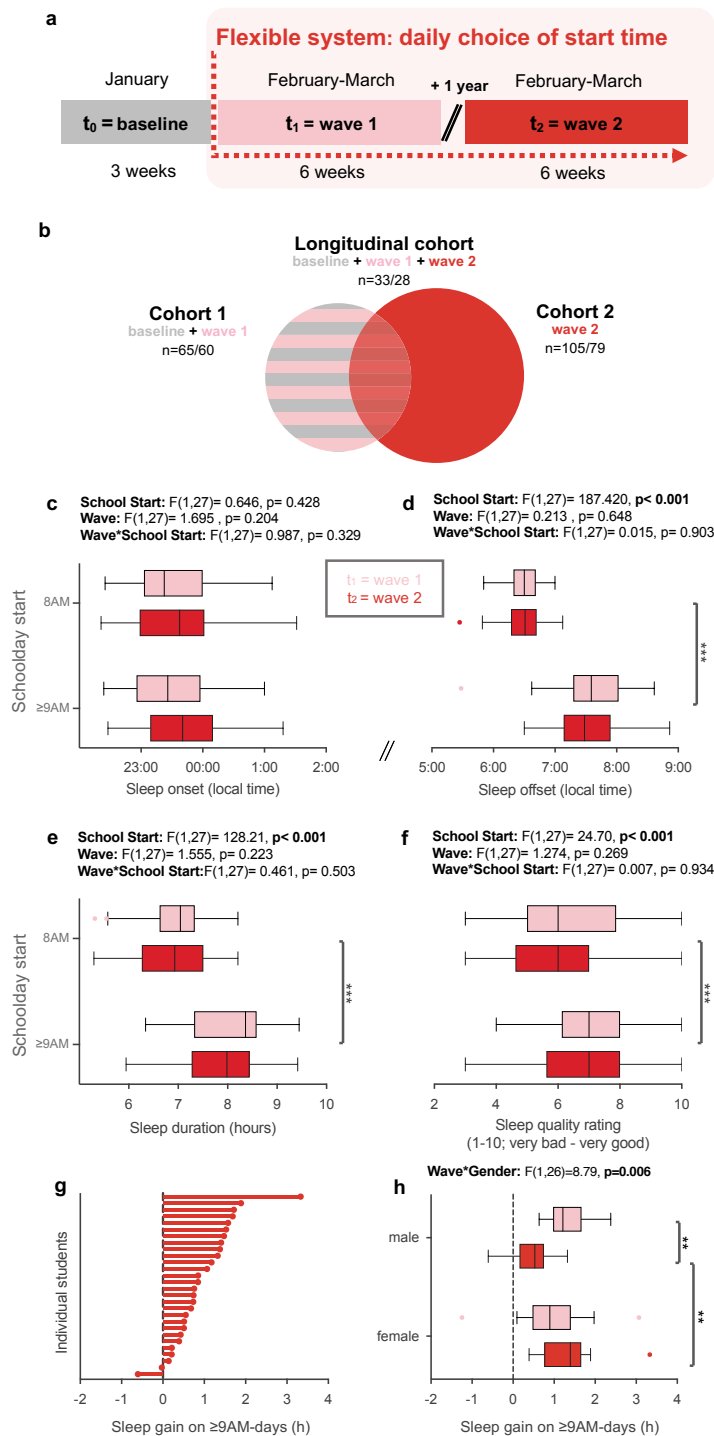 a
Flexible system: daily choice of start time
January
February-March
+ 1 year
February-March
t0 = baseline
t1 = wave 1
t2 = wave 2
3 weeks
6 weeks
6 weeks
b
Longitudinal cohort
baseline + wave 1 + wave 2
n=33/28
Cohort 1
baseline + wave 1
n=65/60
Cohort 2
wave 2
n=105/79
c
School Start: F(1,27)= 0.646, p= 0.428
Wave: F(1,27)= 1.695 , p= 0.204
Wave*School Start: F(1,27)= 0.987, p= 0.329
d
School Start: F(1,27)= 187.420, p< 0.001
Wave: F(1,27)= 0.213 , p= 0.648
Wave*School Start: F(1,27)= 0.015, p= 0.903
t1 = wave 1
t2 = wave 2
Schoolday start
8AM
≥9AM
***
23:00 00:00 1:00 2:00
Sleep onset (local time)
//
5:00 6:00 7:00 8:00 9:00
Sleep offset (local time)
e
School Start: F(1,27)= 128.21, p< 0.001
Wave: F(1,27)= 1.555, p= 0.223
Wave*School Start:F(1,27)= 0.461, p= 0.503
f
School Start: F(1,27)= 24.70, p< 0.001
Wave: F(1,27)= 1.274, p= 0.269
Wave*School Start: F(1,27)= 0.007, p= 0.934
Schoolday start
8AM
≥9AM
***
***
6 7 8 9 10
Sleep duration (hours)
2 4 6 8 10
Sleep quality rating
(1-10; very bad - very good)
g
Individual students
-2 -1 0 1 2 3 4
Sleep gain on ≥9AM-days (h)
Wave*Gender: F(1,26)=8.79, p=0.006
h
male
female
**
**
-2 0 2 4
Sleep gain on ≥9AM-days (h)